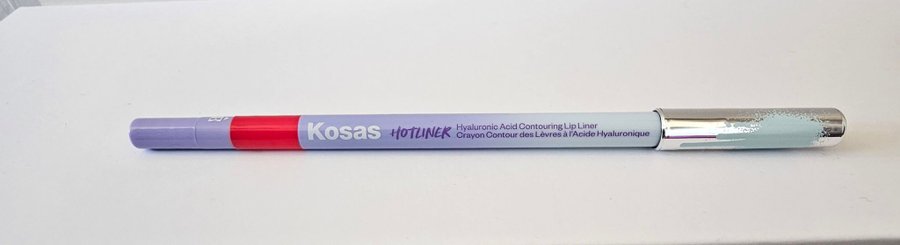 Kosas
HOTLINER
Hyaluronic Acid Contouring Lip Liner
Crayon Contour des Lèvres à l'Acide Hyaluronique